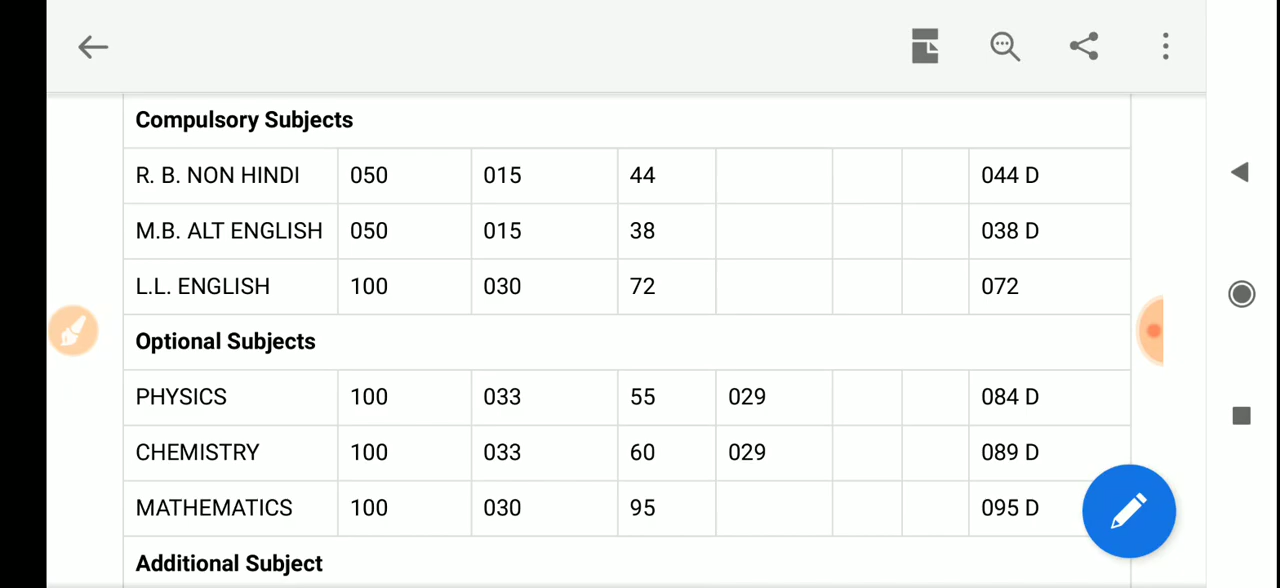 Compulsory Subjects
R. B. NON HINDI 050 015 44 044 D
M.B. ALT ENGLISH 050 015 38 038 D
L.L. ENGLISH 100 030 72 072
Optional Subjects
PHYSICS 100 033 55 029 084 D
CHEMISTRY 100 033 60 029 089 D
MATHEMATICS 100 030 95 095 D
Additional Subject